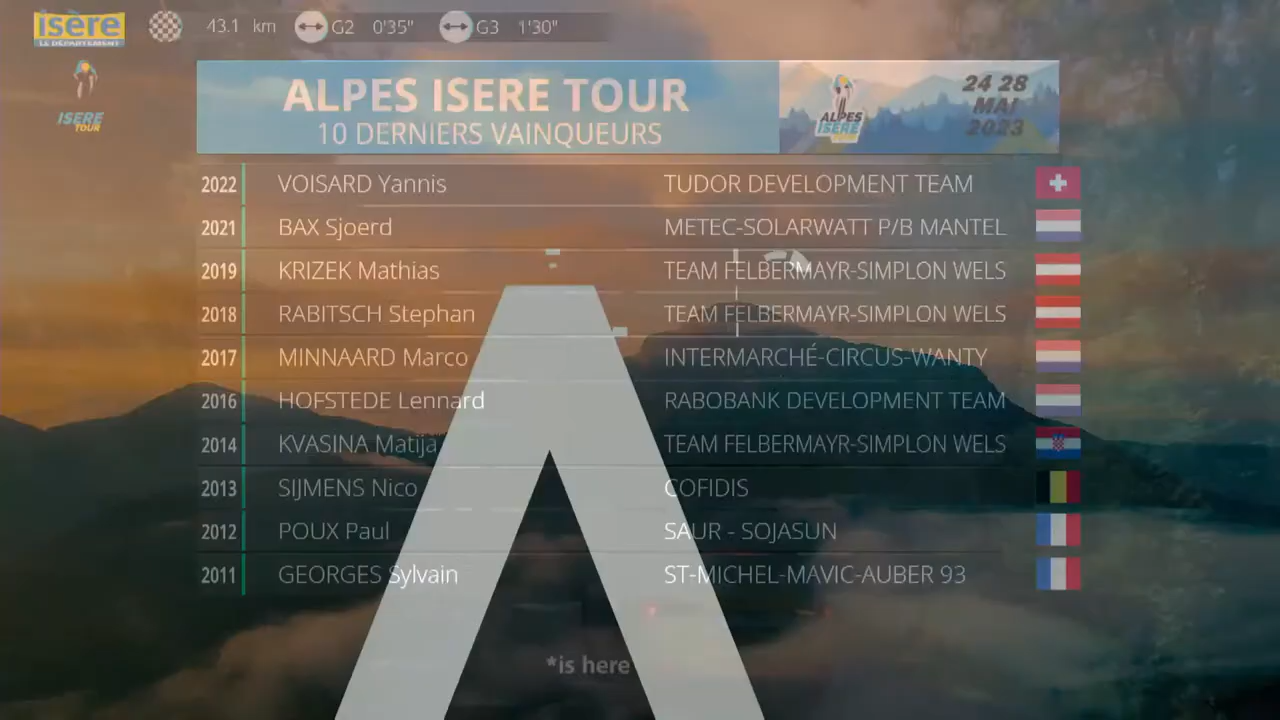 isère
LE DÉPARTEMENT
43.1 km G2 0'35" G3 1'30"
ISERE
TOUR
ALPES ISERE TOUR
10 DERNIERS VAINQUEURS
ALPES
ISERE
24 28
MAI
2023
2022 VOISARD Yannis TUDOR DEVELOPMENT TEAM
2021 BAX Sjoerd METEC-SOLARWATT P/B MANTEL
2019 KRIZEK Mathias TEAM FELBERMAYR-SIMPLON WELS
2018 RABITSCH Stephan TEAM FELBERMAYR-SIMPLON WELS
2017 MINNAARD Marco INTERMARCHÉ-CIRCUS WANTY
2016 HOFSTEDE Lennard RABOBANK DEVELOPMENT TEAM
2014 KVASINA Matija TEAM FELBERMAYR-SIMPLON WELS
2013 SIJMENS Nico COFIDIS
2012 POUX Paul SAUR - SOJASUN
2011 GEORGES Sylvain ST-MICHEL-MAVIC-AUBER 93
*is here